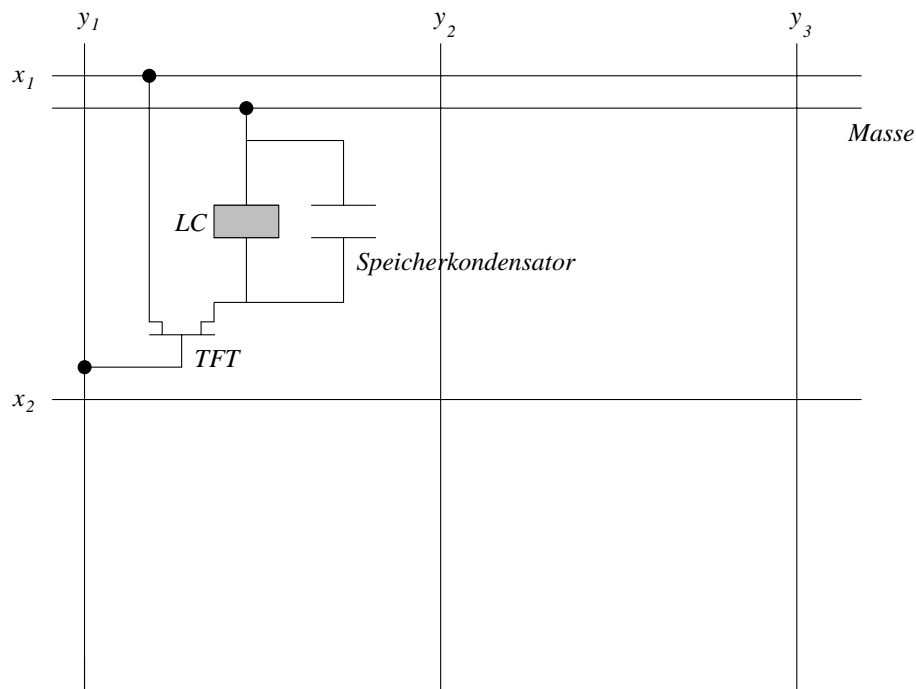 y1 y2 y3
x1
Masse
LC
Speicherkondensator
TFT
x2